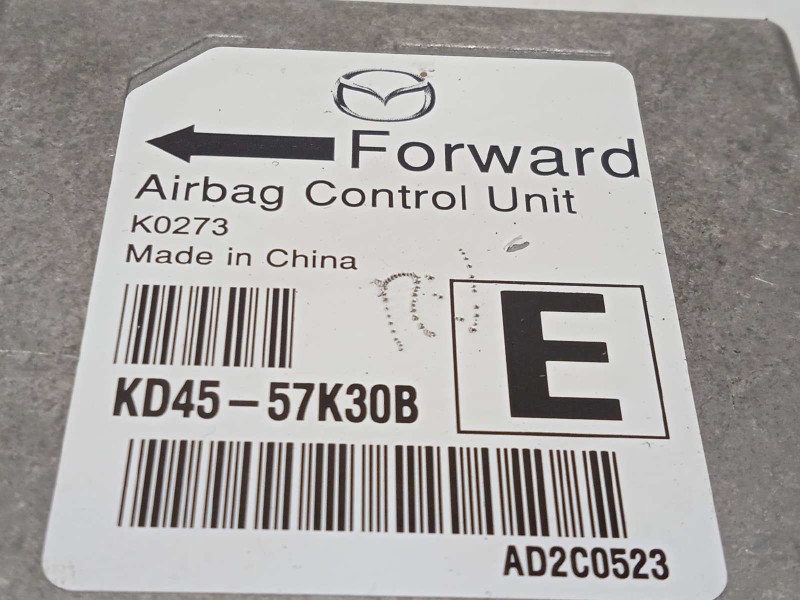 Forward
Airbag Control Unit
K0273
Made in China
E
KD45-57K30B
AD2C0523